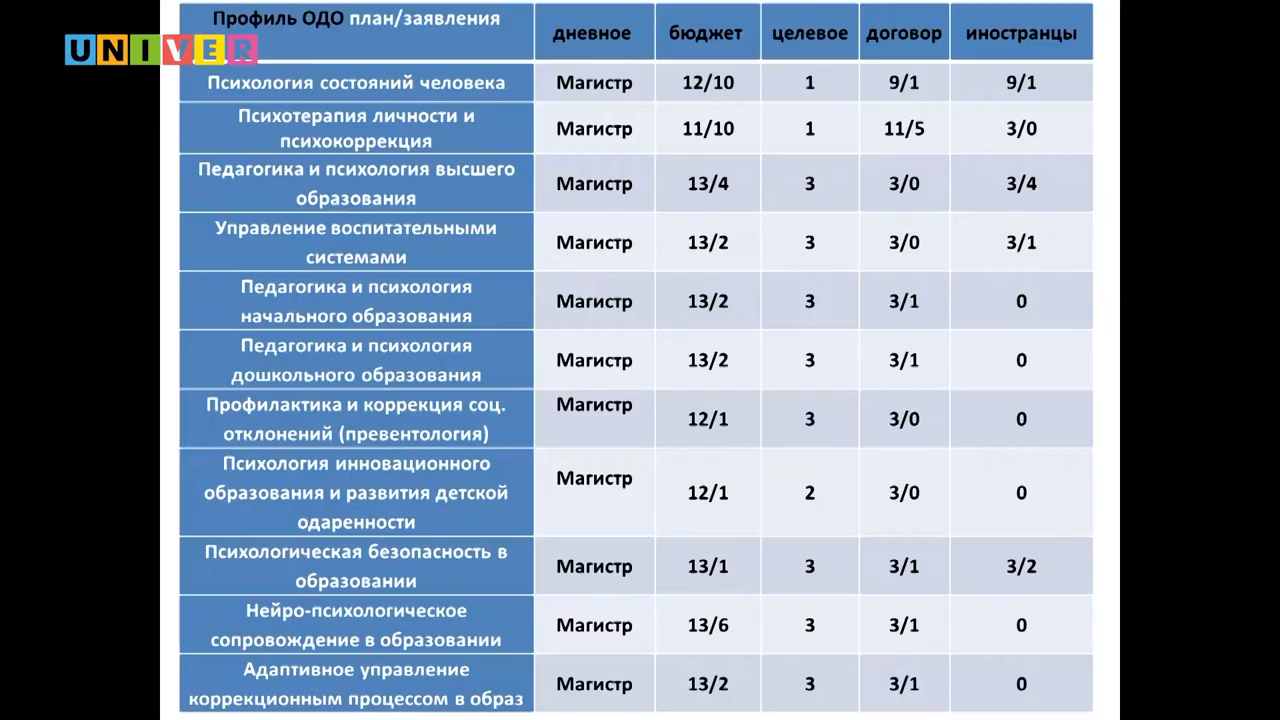 UNIVER
Профиль ОДО план/заявления
дневное бюджет целевое договор иностранцы
Психология состояний человека Магистр 12/10 1 9/1 9/1
Психотерапия личности и
психокоррекция Магистр 11/10 1 11/5 3/0
Педагогика и психология высшего
образования Магистр 13/4 3 3/0 3/4
Управление воспитательными
системами Магистр 13/2 3 3/0 3/1
Педагогика и психология
начального образования Магистр 13/2 3 3/1 0
Педагогика и психология
дошкольного образования Магистр 13/2 3 3/1 0
Профилактика и коррекция соц.
отклонений (превентология) Магистр 12/1 3 3/0 0
Психология инновационного
образования и развития детской
одаренности Магистр 12/1 2 3/0 0
Психологическая безопасность в
образовании Магистр 13/1 3 3/1 3/2
Нейро-психологическое
сопровождение в образовании Магистр 13/6 3 3/1 0
Адаптивное управление
коррекционным процессом в образ Магистр 13/2 3 3/1 0